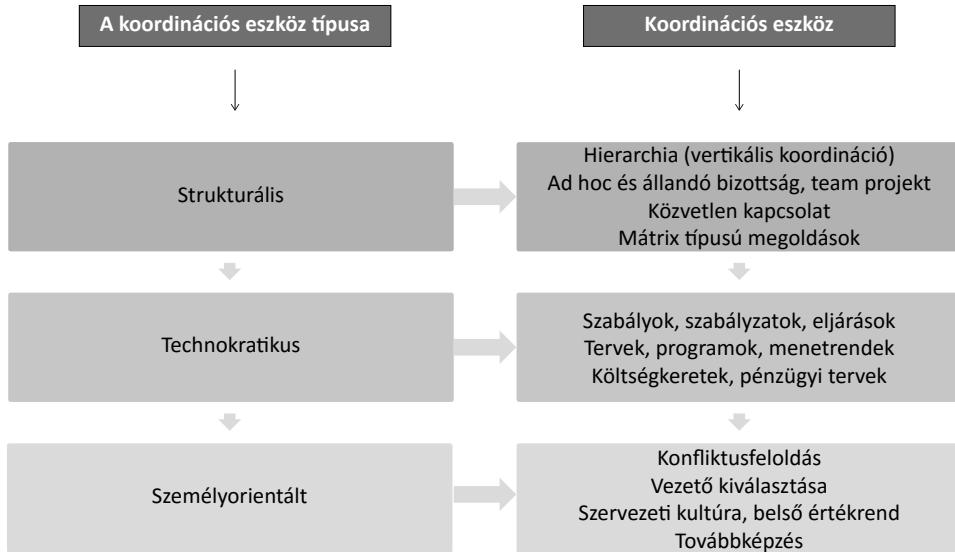 A koordinációs eszköz típusa
Koordinációs eszköz
Strukturális
Hierarchia (vertikális koordináció)
Ad hoc és állandó bizottság, team projekt
Közvetlen kapcsolat
Mátrix típusú megoldások
Technokratikus
Szabályok, szabályzatok, eljárások
Tervek, programok, menetrendek
Költségkeretek, pénzügyi tervek
Személyorientált
Konfliktusfeloldás
Vezető kiválasztása
Szervezeti kultúra, belső értékrend
Továbbképzés